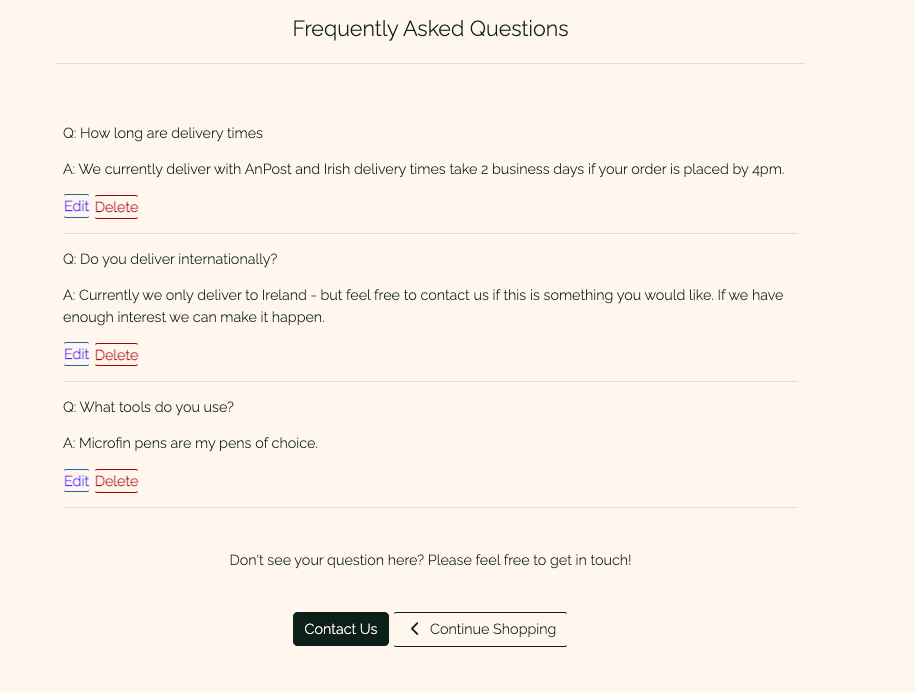 Frequently Asked Questions
Q: How long are delivery times
A: We currently deliver with AnPost and Irish delivery times take 2 business days if your order is placed by 4pm.
Edit Delete
Q: Do you deliver internationally?
A: Currently we only deliver to Ireland - but feel free to contact us if this is something you would like. If we have
enough interest we can make it happen.
Edit Delete
Q: What tools do you use?
A: Microfin pens are my pens of choice.
Edit Delete
Don't see your question here? Please feel free to get in touch!
Contact Us Continue Shopping